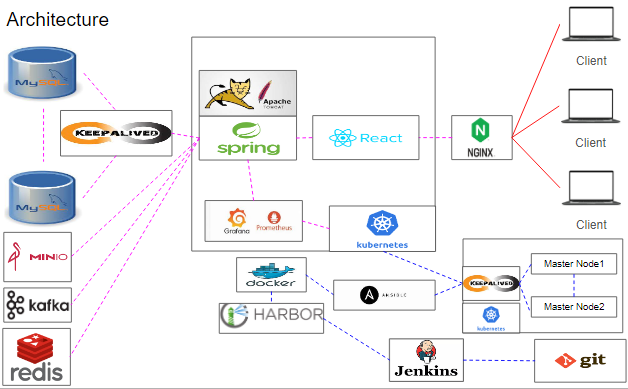 Architecture
MySQL
MySQL
KEEPALIVED
MINIO
kafka
redis
Apache
TOMCAT
spring
React
NGINX
Client
Client
Client
Grafana
Prometheus
kubernetes
docker
HARBOR
ANSIBLE
Jenkins
git
KEEPALIVED
kubernetes
Master Node1
Master Node2